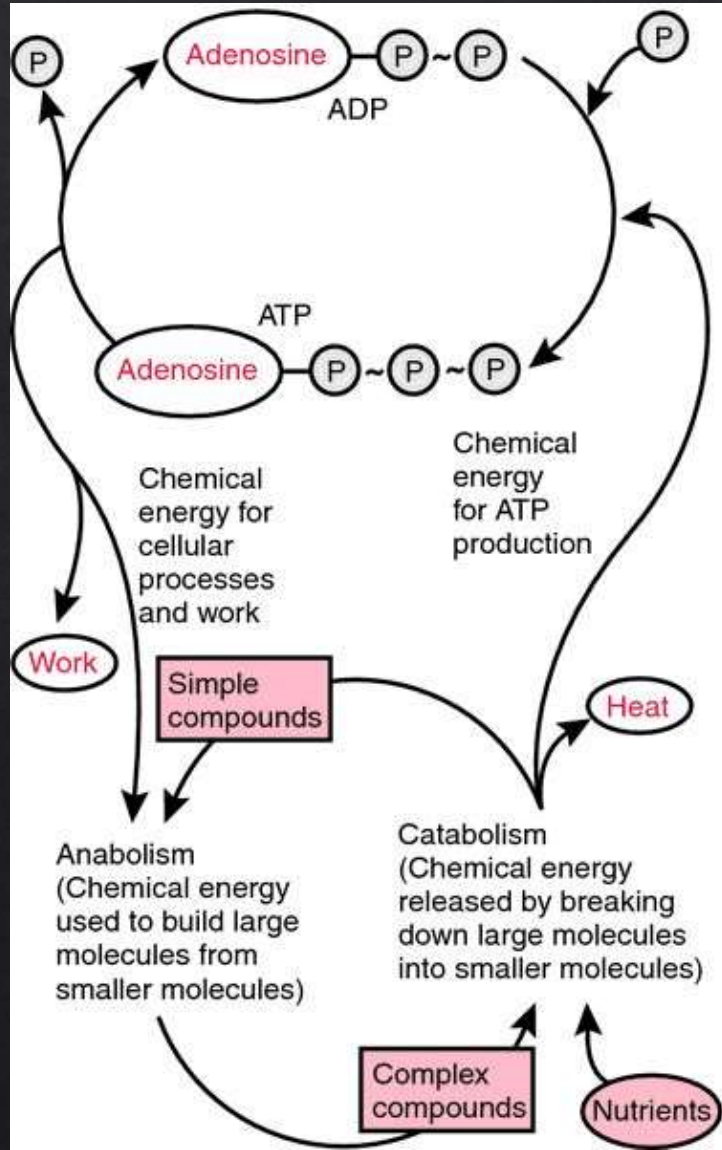 P
Adenosine
P ~ P
P
ADP
ATP
Adenosine
P ~ P ~ P
Chemical
energy for
cellular
processes
and work
Chemical
energy
for ATP
production
Work
Simple
compounds
Heat
Anabolism
(Chemical energy
used to build large
molecules from
smaller molecules)
Catabolism
(Chemical energy
released by breaking
down large molecules
into smaller molecules)
Complex
compounds
Nutrients